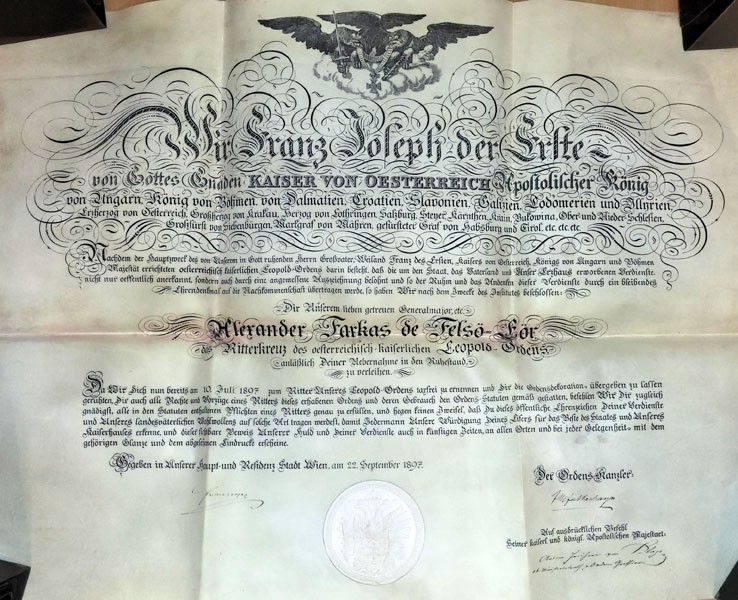 Wir Franz Joseph der Erste
von Gottes Gnaden KAISER VON OESTERREICH Apostolischer König
von Ungarn, König von Böhmen, von Dalmatien, Croatien, Slavonien, Galizien, Lodomerien und Illyrien,
Erzherzog von Oesterreich, Großherzog von Krakau, Herzog von Lothringen, Salzburg, Steyer, Kärnthen, Krain, Bukowina, Ober- und Nieder-Schlesien,
Großfürst von Siebenbürgen, Markgraf von Mähren, gefürsteter Graf von Habsburg und Tirol, etc. etc. etc.
Nachdem der Hauptzweck des von Unserem in Gott ruhenden Herrn Großvater, Weiland Franz des Ersten, Kaisers von Oesterreich, Königs von Ungarn und Böhmen
Majestät errichteten oesterreichisch kaiserlichen Leopold-Ordens darin besteht, daß die um den Staat, das Vaterland und Unser Erzhaus erworbenen Verdienste
nicht nur oeffentlich anerkannt, sondern auch durch eine angemessene Auszeichnung belohnt und so der Ruhm und das Andenken dieser Verdienste durch ein bleibendes
Ehrendenkmal auf die Nachkommenschaft übertragen werde, so haben Wir nach dem Zwecke des Institutes beschlossen:
Dir Unserem lieben getreuen Generalmajor, etc.
Alexander Farkas de Felsö-Eör
das Ritterkreuz des oesterreichisch-kaiserlichen Leopold-Ordens
anläßlich Deiner Uebernahme in den Ruhestand
zu verleihen.
Da Wir Dich nun bereits am 10. Juli 1897 zum Ritter Unseres Leopold-Ordens tarfrei zu ernennen und Dir die Ordensdekoration übergeben zu lassen
geruhten, Dir auch alle Rechte und Vorzüge eines Ritters dieses erhabenen Ordens und deren Gebrauch den Ordens-Statuten gemäß gestatten, befehlen Wir Dir zugleich
gnädigst, alle in den Statuten enthaltenen Pflichten eines Ritters genau zu erfüllen, und hegen keinen Zweifel, daß Du dieses öffentliche Ehrenzeichen Deiner Verdienste
und Unseres landesväterlichen Wohlwollens auf solche Art tragen werdest, damit Jedermann Unsere Würdigung Deines Eifers für das Beste des Staates und Unseres
Kaiserhauses erkenne, und dieser sichtbare Beweis Unserer Huld und Deiner Verdienste auch in künftigen Zeiten, an allen Orten und bei jeder Gelegenheit mit dem
gehörigen Glanze und dem abgesehenen Eindrucke erscheine.
Gegeben in Unserer Haupt- und Residenz Stadt Wien, am 22. September 1897.
Der Ordens-Kanzler:
Auf ausdrücklichen Befehl
Seiner kaiserl. und königl. Apostolischen Majestaet: